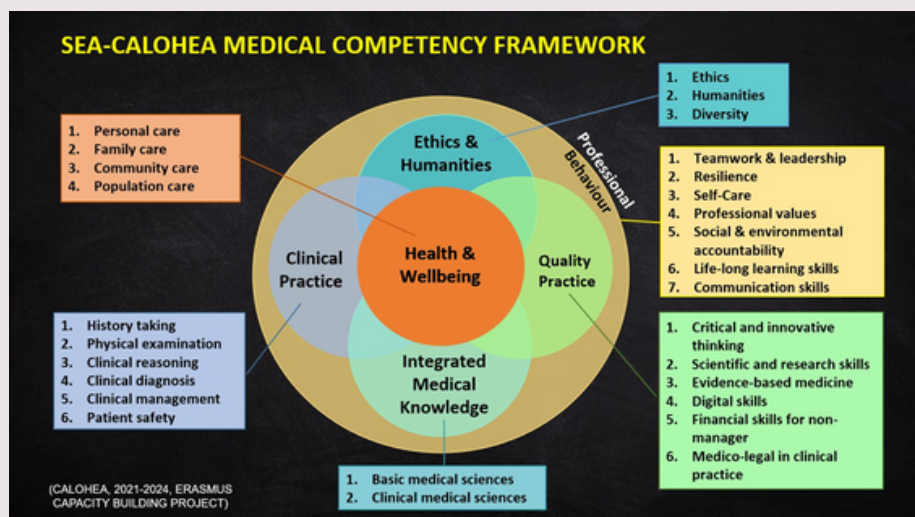 SEA-CALOHEA MEDICAL COMPETENCY FRAMEWORK
1. Ethics
2. Humanities
3. Diversity
1. Personal care
2. Family care
3. Community care
4. Population care
Ethics &
Humanities
Professional
Behaviour
1. Teamwork & leadership
2. Resilience
3. Self-Care
4. Professional values
5. Social & environmental
accountability
6. Life-long learning skills
7. Communication skills
Clinical
Practice
Health &
Wellbeing
Quality
Practice
1. History taking
2. Physical examination
3. Clinical reasoning
4. Clinical diagnosis
5. Clinical management
6. Patient safety
Integrated
Medical
Knowledge
1. Critical and innovative
thinking
2. Scientific and research skills
3. Evidence-based medicine
4. Digital skills
5. Financial skills for non-
manager
6. Medico-legal in clinical
practice
1. Basic medical sciences
2. Clinical medical sciences
(CALOHEA, 2021-2024, ERASMUS
CAPACITY BUILDING PROJECT)